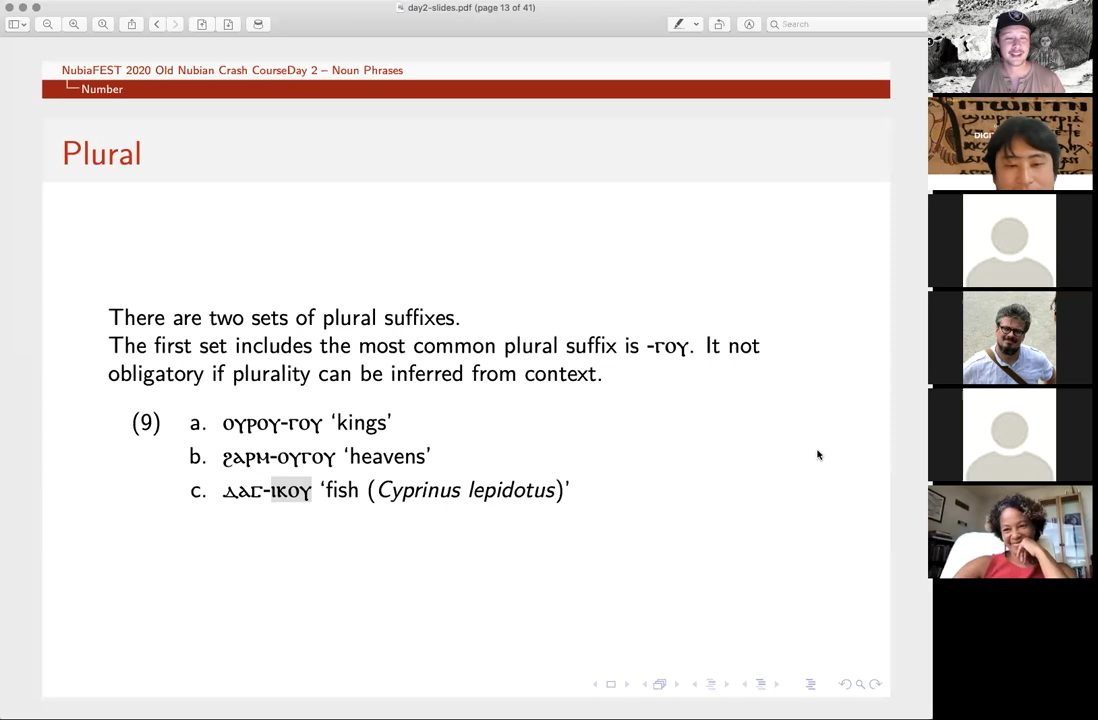 day2-slides.pdf (page 13 of 41)
Search
NubiaFEST 2020 Old Nubian Crash CourseDay 2 – Noun Phrases
Number
Plural
There are two sets of plural suffixes.
The first set includes the most common plural suffix is -ⲅⲟⲩ. It not
obligatory if plurality can be inferred from context.
(9) a. ⲟⲩⲣⲟⲩ-ⲅⲟⲩ ‘kings’
b. ϩⲁⲣⲙ-ⲟⲩⲅⲟⲩ ‘heavens’
c. ⲇⲁⲅ-ⲓⲕⲟⲩ ‘fish (Cyprinus lepidotus)’